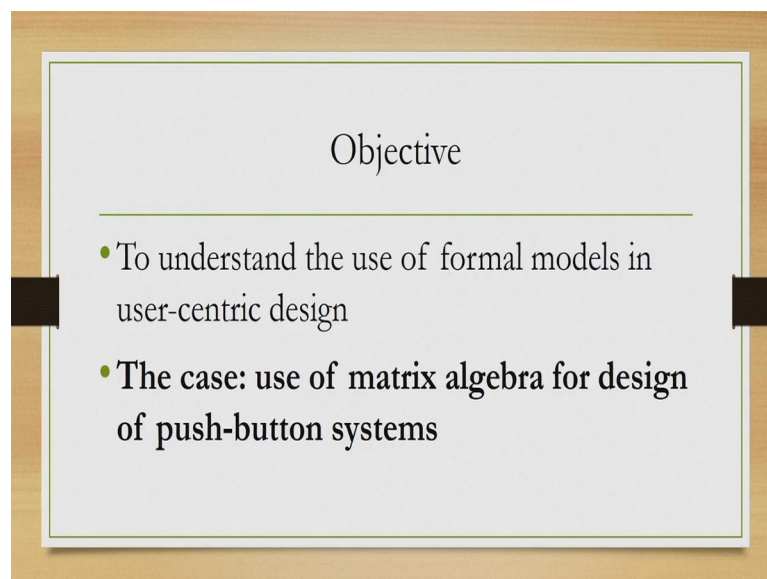 Objective
• To understand the use of formal models in
user-centric design
• The case: use of matrix algebra for design
of push-button systems